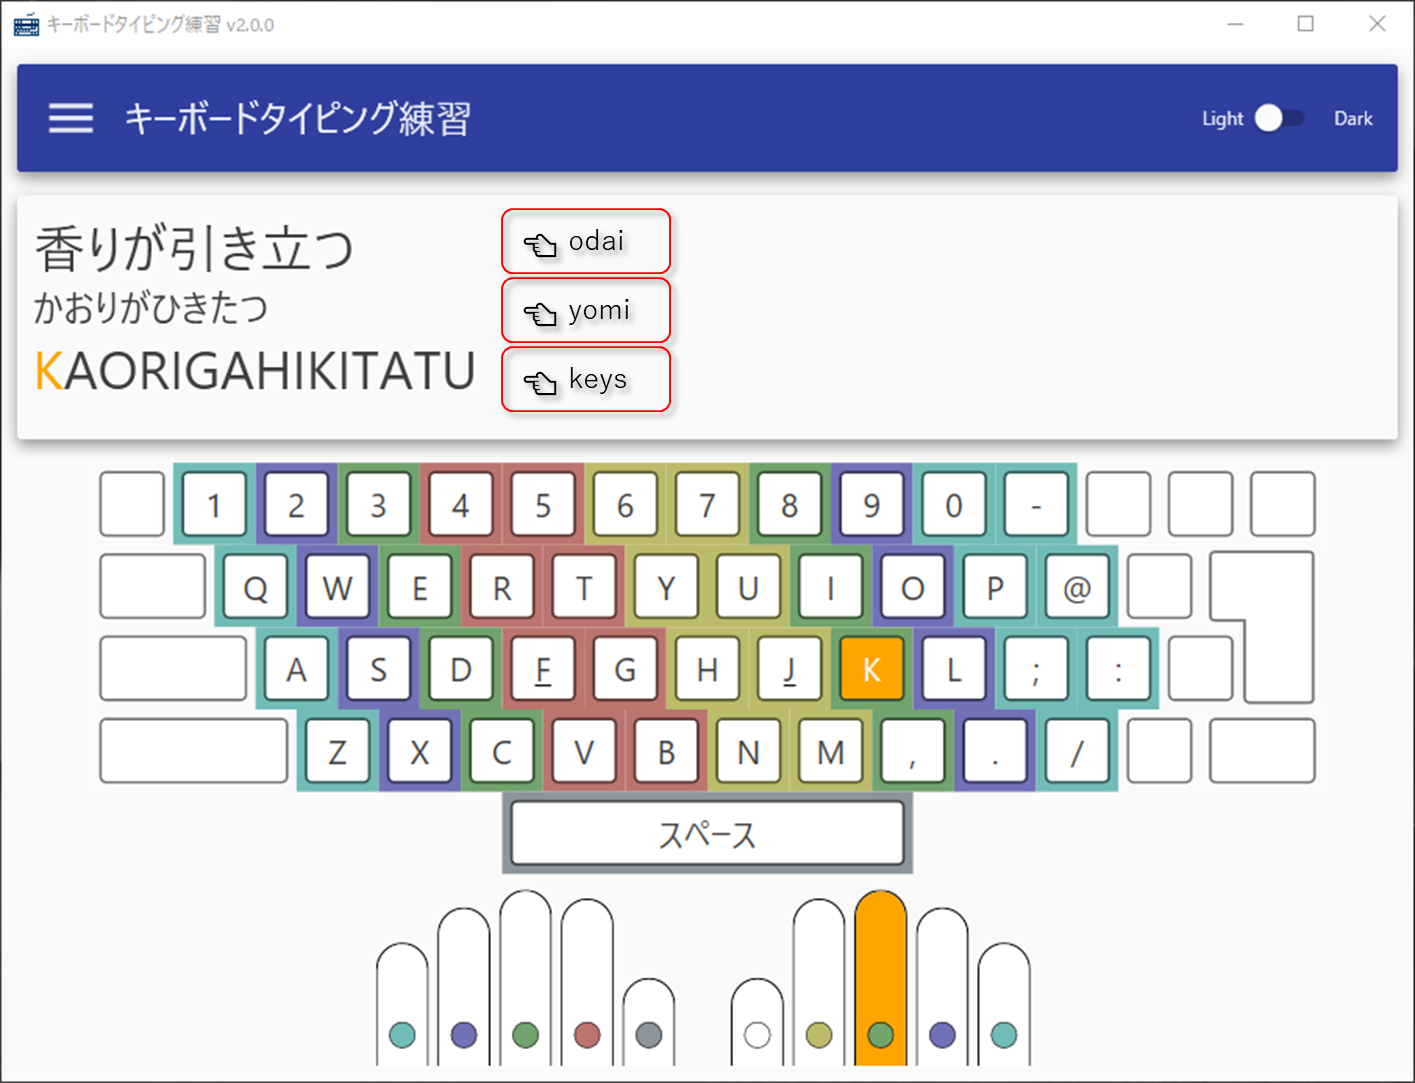 キーボードタイピング練習 v2.0.0
キーボードタイピング練習
Light Dark
香りが引き立つ
odai
かおりがひきたつ
yomi
KAORIGAHIKITATU
keys
1 2 3 4 5 6 7 8 9 0 -
Q W E R T Y U I O P @
A S D F G H J K L ; :
Z X C V B N M , . /
スペース